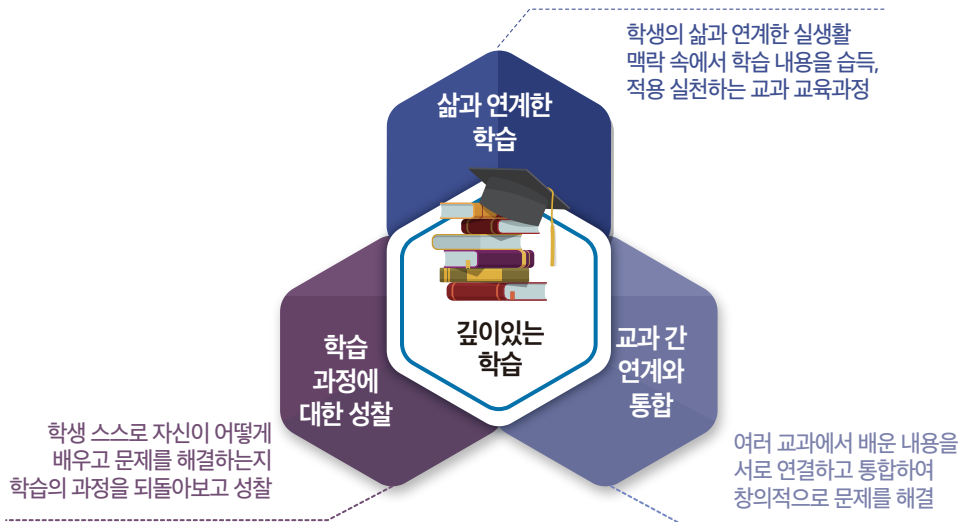 학생의 삶과 연계한 실생활
맥락 속에서 학습 내용을 습득,
적용 실천하는 교과 교육과정
삶과 연계한
학습
깊이있는
학습
학습
과정에
대한 성찰
교과 간
연계와
통합
학생 스스로 자신이 어떻게
배우고 문제를 해결하는지
학습의 과정을 되돌아보고 성찰
여러 교과에서 배운 내용을
서로 연결하고 통합하여
창의적으로 문제를 해결